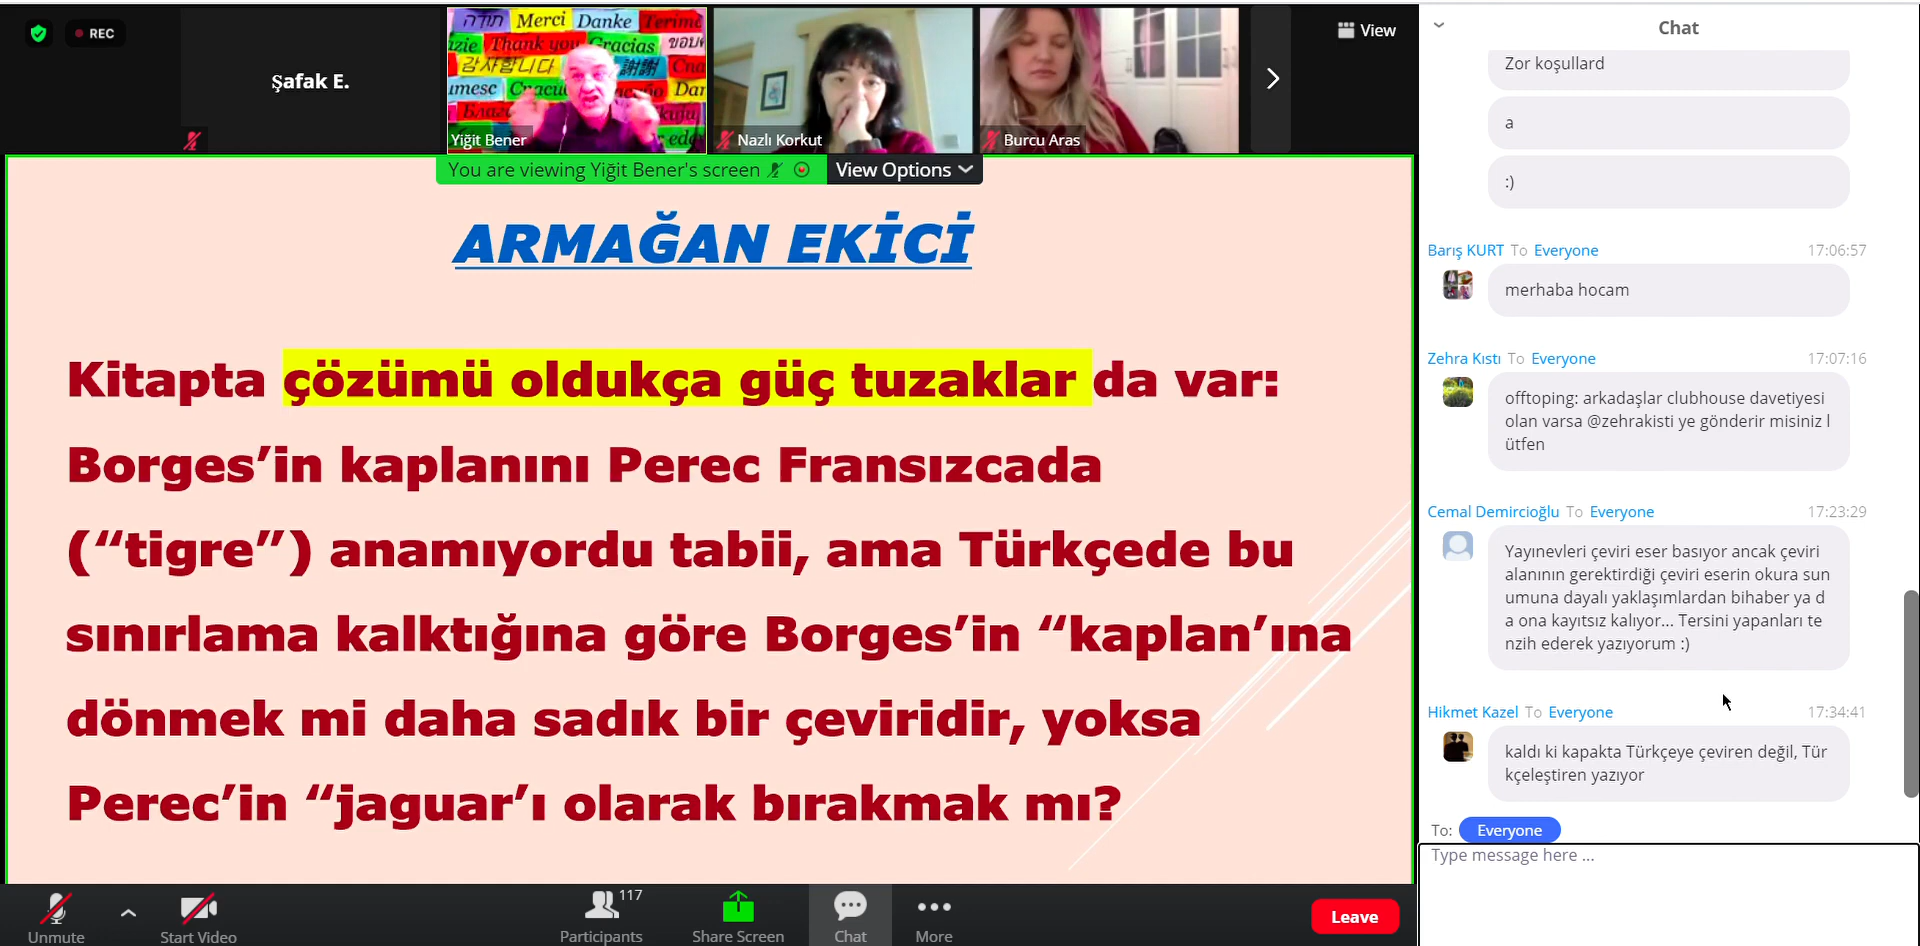 REC
Şafak E.
תודה Merci Danke
Thank you Gracias
감사합니다 謝謝
Yiğit Bener
Nazlı Korkut
Burcu Aras
View
You are viewing Yiğit Bener's screen
View Options
ARMAĞAN EKİCİ
Kitapta çözümü oldukça güç tuzaklar da var:
Borges’in kaplanını Perec Fransızcada
(“tigre”) anamıyordu tabii, ama Türkçede bu
sınırlama kalktığına göre Borges’in “kaplan’ına
dönmek mi daha sadık bir çeviridir, yoksa
Perec’in “jaguar’ı olarak bırakmak mı?
Unmute
Start Video
117
Participants
Share Screen
Chat
More
Leave
Chat
Zor koşullard
a
:)
Barış KURT To Everyone 17:06:57
merhaba hocam
Zehra Kıstı To Everyone 17:07:16
offtoping: arkadaşlar clubhouse davetiyesi
olan varsa @zehrakisti ye gönderir misiniz l
ütfen
Cemal Demircioğlu To Everyone 17:23:29
Yayınevleri çeviri eser basıyor ancak çeviri
alanının gerektirdiği çeviri eserin okura sun
umuna dayalı yaklaşımlardan bihaber ya d
a ona kayıtsız kalıyor... Tersini yapanları te
nzih ederek yazıyorum :)
Hikmet Kazel To Everyone 17:34:41
kaldı ki kapakta Türkçeye çeviren değil, Tür
kçeleştiren yazıyor
To: Everyone
Type message here ...